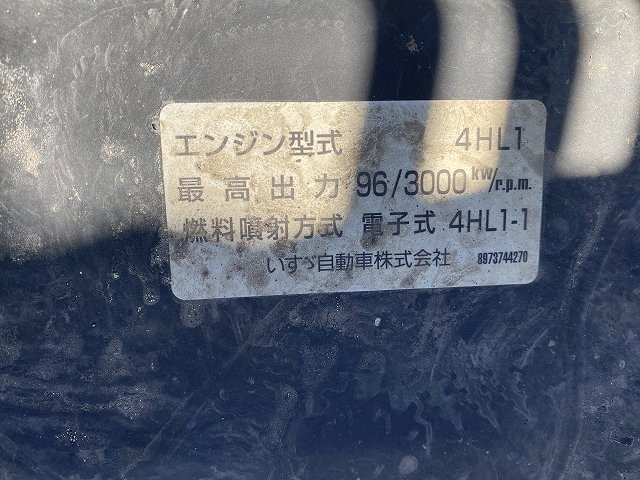 エンジン型式 4HL1
最高出力 96/3000 kw/r.p.m.
燃料噴射方式 電子式 4HL1-1
いすゞ自動車株式会社 8973744270